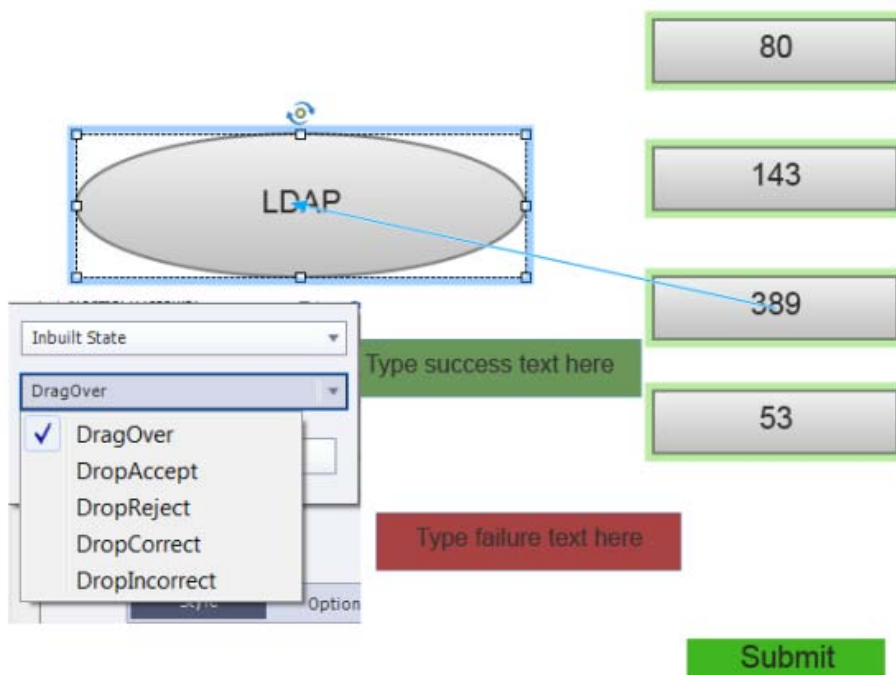 80
LDAP
143
389
Inbuilt State
Type success text here
DragOver
53
DragOver
DropAccept
DropReject
DropCorrect
DropIncorrect
Type failure text here
Option
Submit